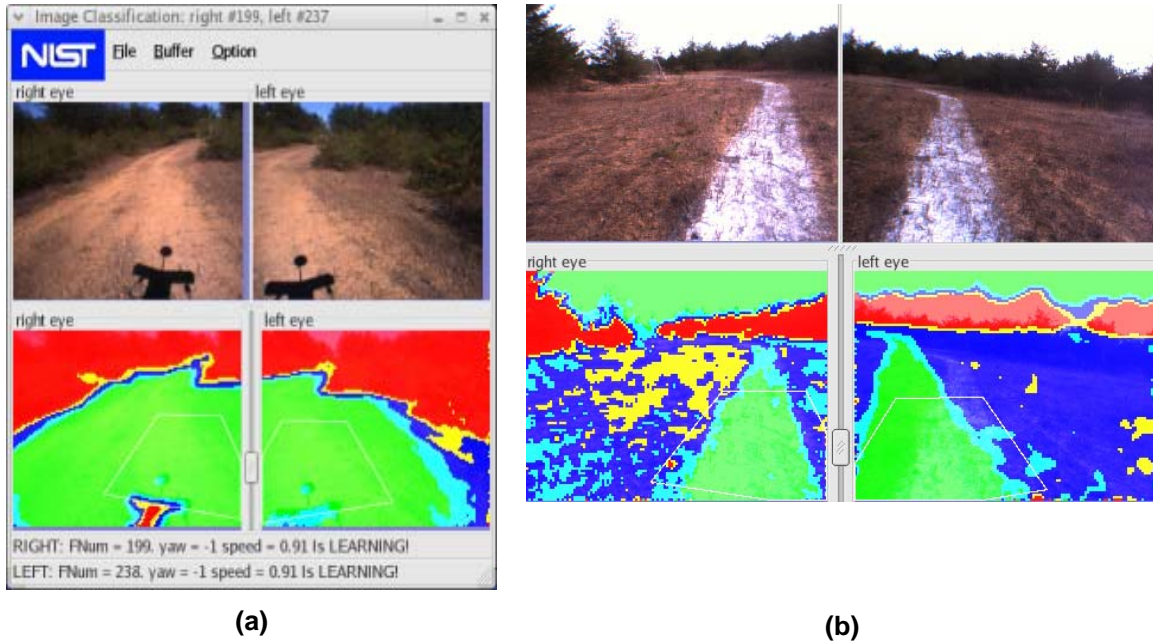 Image Classification: right #199, left #237
NIST File Buffer Option
right eye left eye
right eye left eye
RIGHT: FNum = 199. yaw = -1 speed = 0.91 Is LEARNING!
LEFT: FNum = 238. yaw = -1 speed = 0.91 Is LEARNING!
(a)
right eye left eye
(b)